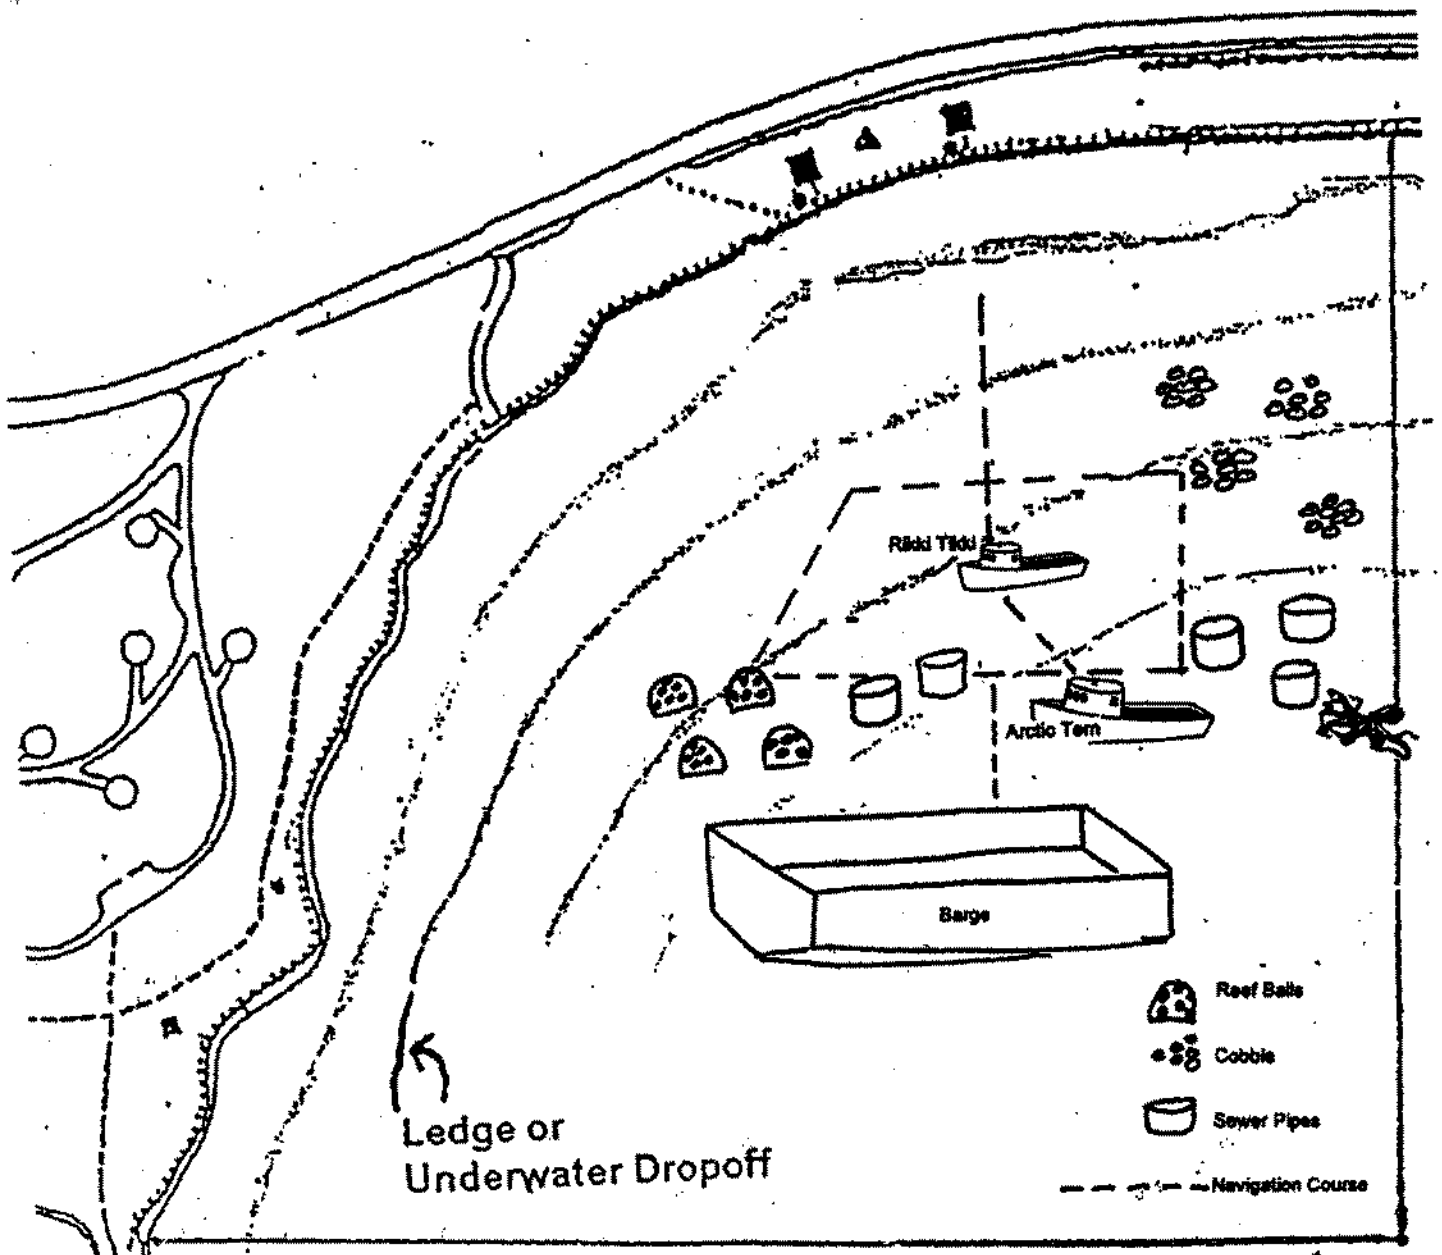 Rikki Tikki
Arctic Tern
Barge
Reef Balls
Cobble
Sewer Pipes
Navigation Course
Ledge or
Underwater Dropoff